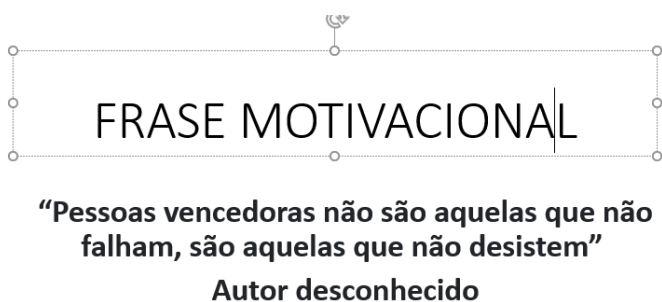 FRASE MOTIVACIONAL
“Pessoas vencedoras não são aquelas que não
falham, são aquelas que não desistem”
Autor desconhecido